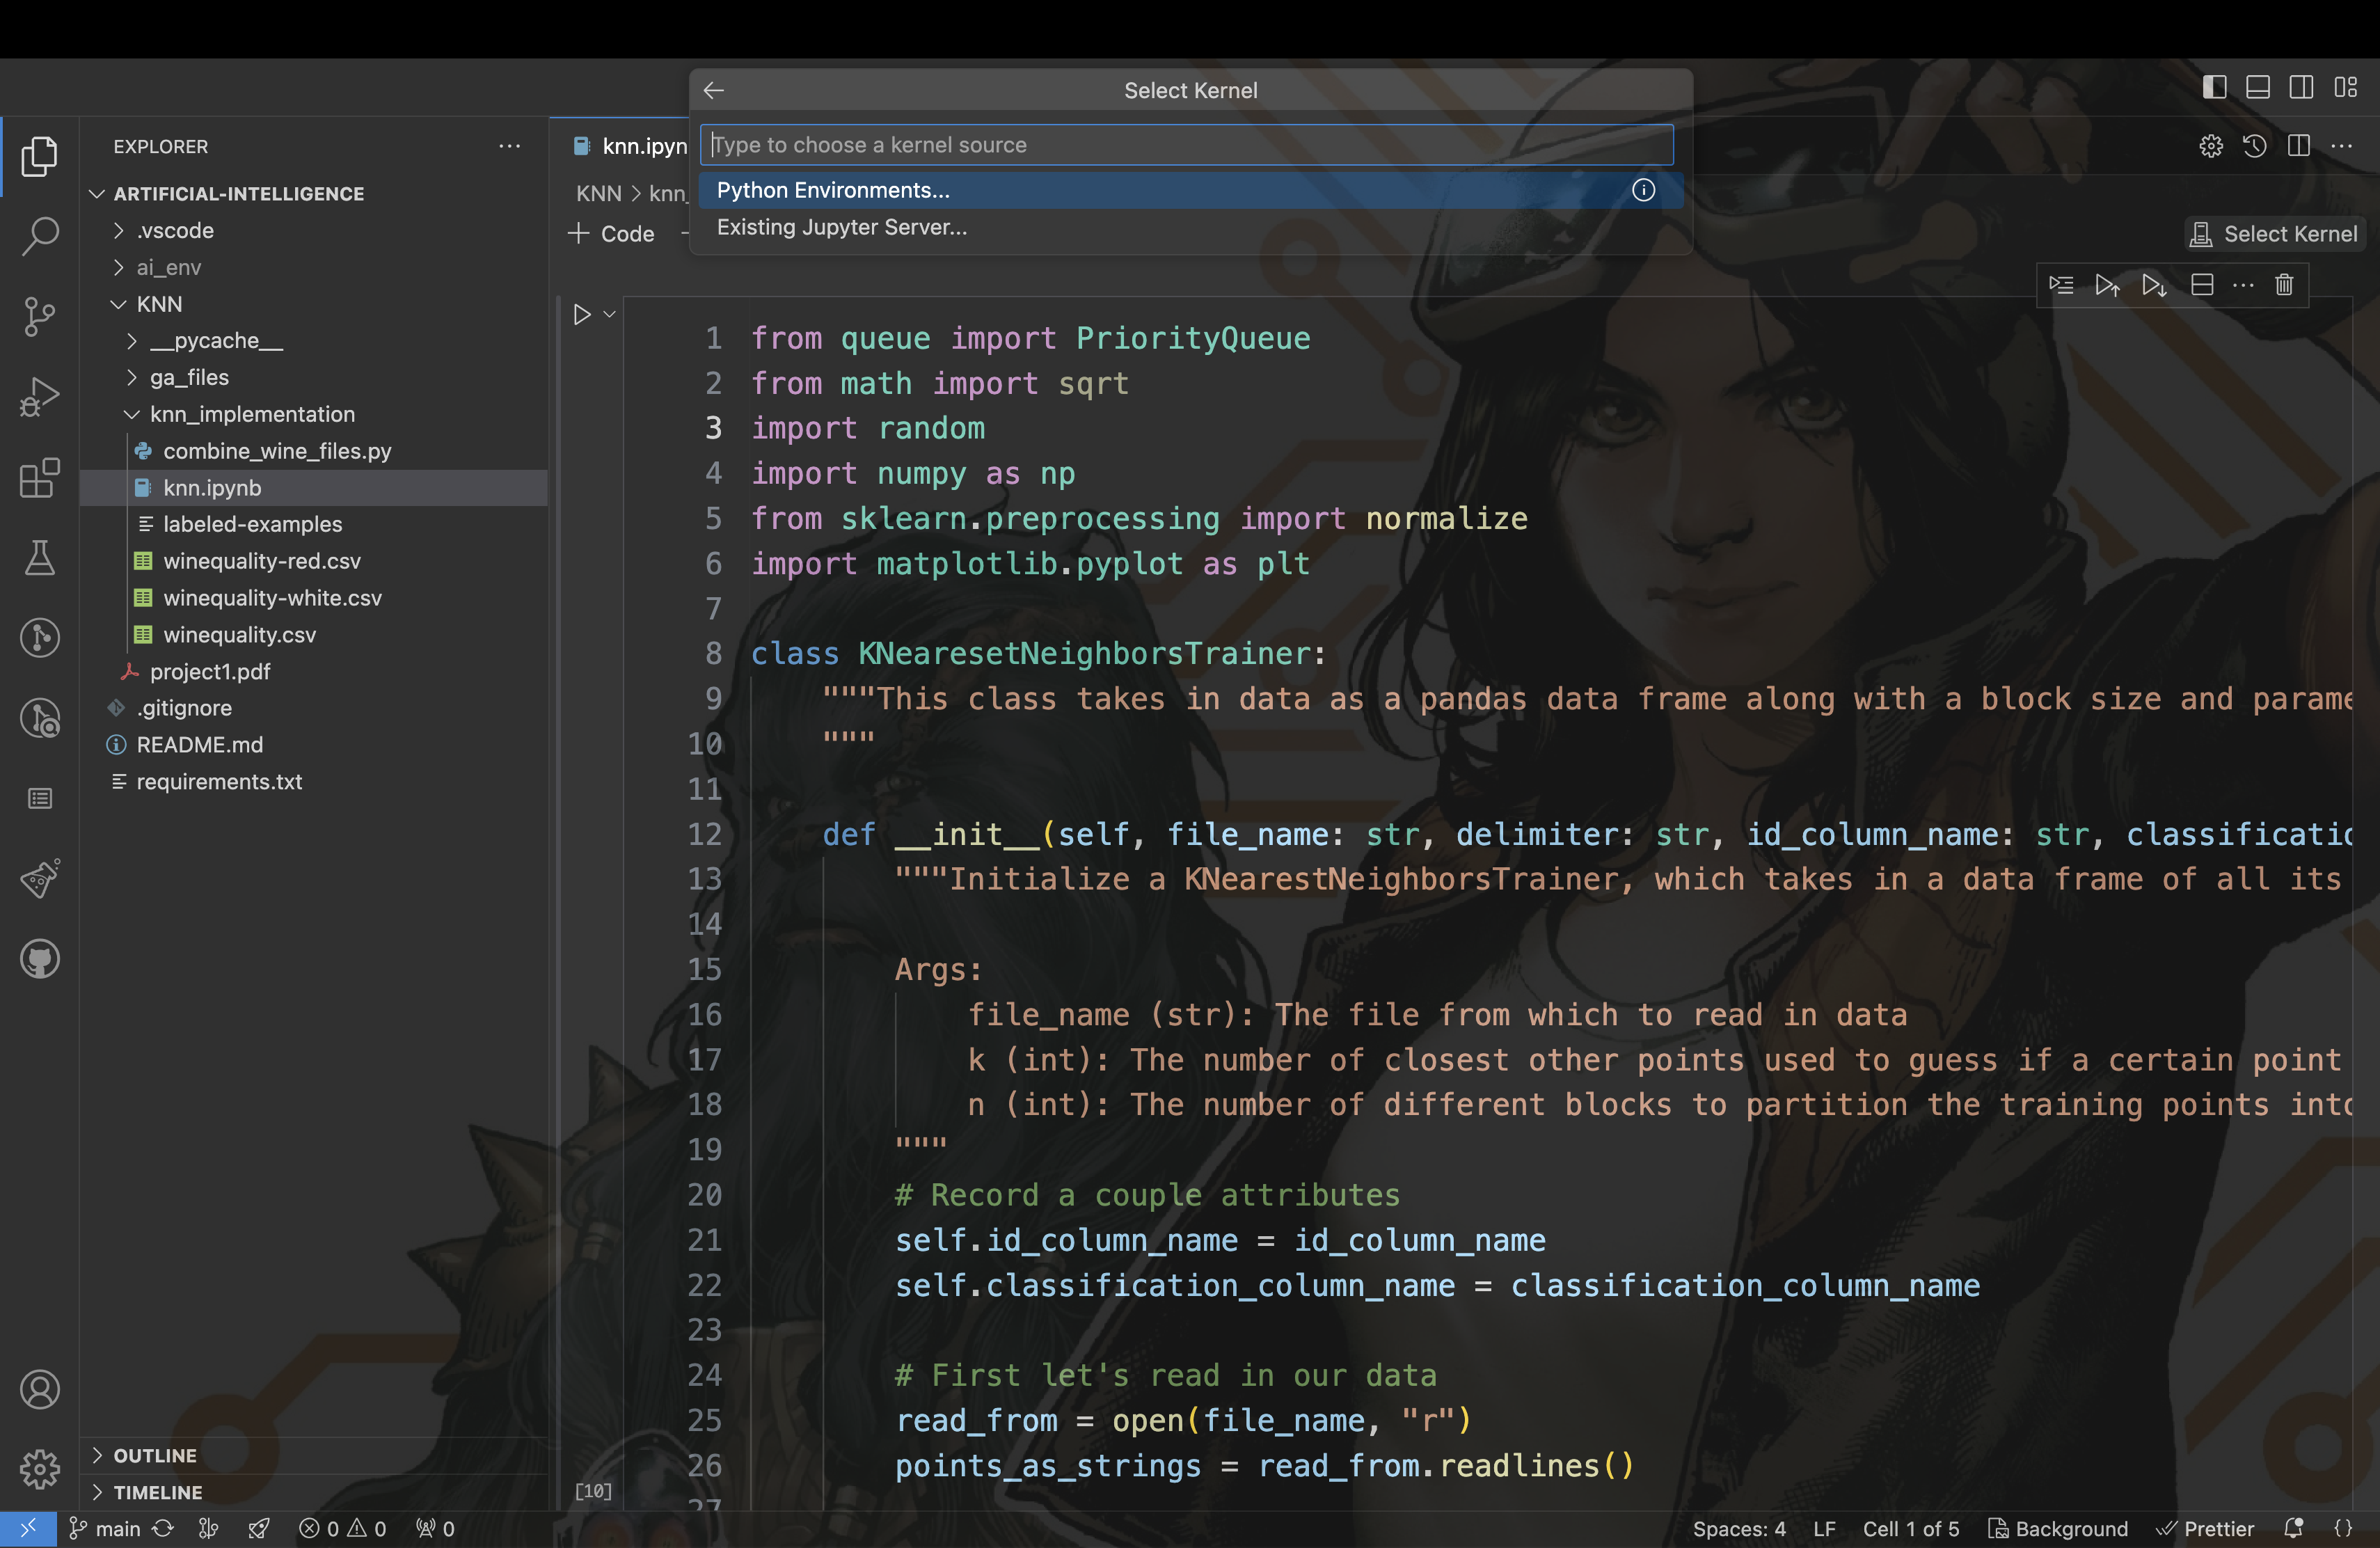 Select Kernel
Type to choose a kernel source
Python Environments...
Existing Jupyter Server...
EXPLORER
ARTIFICIAL-INTELLIGENCE
.vscode
ai_env
KNN
__pycache__
ga_files
knn_implementation
combine_wine_files.py
knn.ipynb
labeled-examples
winequality-red.csv
winequality-white.csv
winequality.csv
project1.pdf
.gitignore
README.md
requirements.txt
OUTLINE
TIMELINE
knn.ipyn
KNN > knn_
+ Code
Select Kernel
1 from queue import PriorityQueue
2 from math import sqrt
3 import random
4 import numpy as np
5 from sklearn.preprocessing import normalize
6 import matplotlib.pyplot as plt
7
8 class KNearesetNeighborsTrainer:
9 """This class takes in data as a pandas data frame along with a block size and parame
10 """
11
12 def __init__(self, file_name: str, delimiter: str, id_column_name: str, classificatio
13 """Initialize a KNearestNeighborsTrainer, which takes in a data frame of all its
14
15 Args:
16 file_name (str): The file from which to read in data
17 k (int): The number of closest other points used to guess if a certain point
18 n (int): The number of different blocks to partition the training points into
19 """
20 # Record a couple attributes
21 self.id_column_name = id_column_name
22 self.classification_column_name = classification_column_name
23
24 # First let's read in our data
25 read_from = open(file_name, "r")
26 points_as_strings = read_from.readlines()
27
[10]
main 0 0 0 Spaces: 4 LF Cell 1 of 5 Background Prettier {}